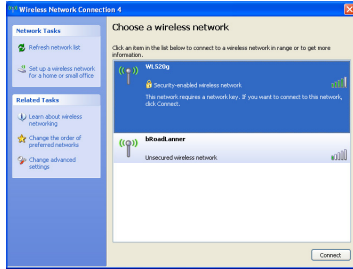 Wireless Network Connection 4
Network Tasks
Refresh network list
Set up a wireless network
for a home or small office
Related Tasks
Learn about wireless
networking
Change the order of
preferred networks
Change advanced
settings
Choose a wireless network
Click an item in the list below to connect to a wireless network in range or to get more
information.
WL520g
Security-enabled wireless network
This network requires a network key. If you want to connect to this network,
click Connect.
bRoadLanner
Unsecured wireless network
Connect